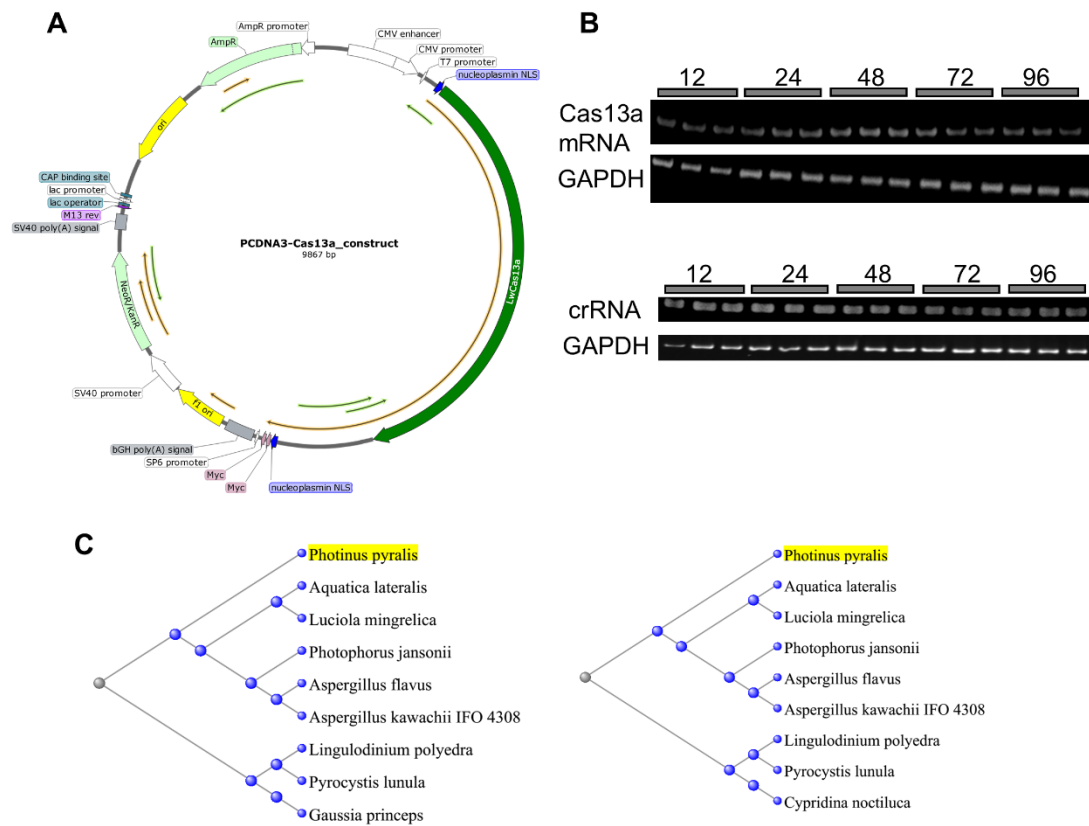 A
AmpR promoter
AmpR
CMV enhancer
CMV promoter
T7 promoter
nucleoplasmin NLS
ori
CAP binding site
lac promoter
lac operator
M13 rev
SV40 poly(A) signal
PCDNA3-Cas13a_construct
9867 bp
LwCas13a
NeoR/KanR
SV40 promoter
f1 ori
bGH poly(A) signal
SP6 promoter
Myc
Myc
nucleoplasmin NLS
B
12 24 48 72 96
Cas13a
mRNA
GAPDH
12 24 48 72 96
crRNA
GAPDH
C
Photinus pyralis
Aquatica lateralis
Luciola mingrelica
Photophorus jansonii
Aspergillus flavus
Aspergillus kawachii IFO 4308
Lingulodinium polyedra
Pyrocystis lunula
Gaussia princeps
Photinus pyralis
Aquatica lateralis
Luciola mingrelica
Photophorus jansonii
Aspergillus flavus
Aspergillus kawachii IFO 4308
Lingulodinium polyedra
Pyrocystis lunula
Cypridina noctiluca